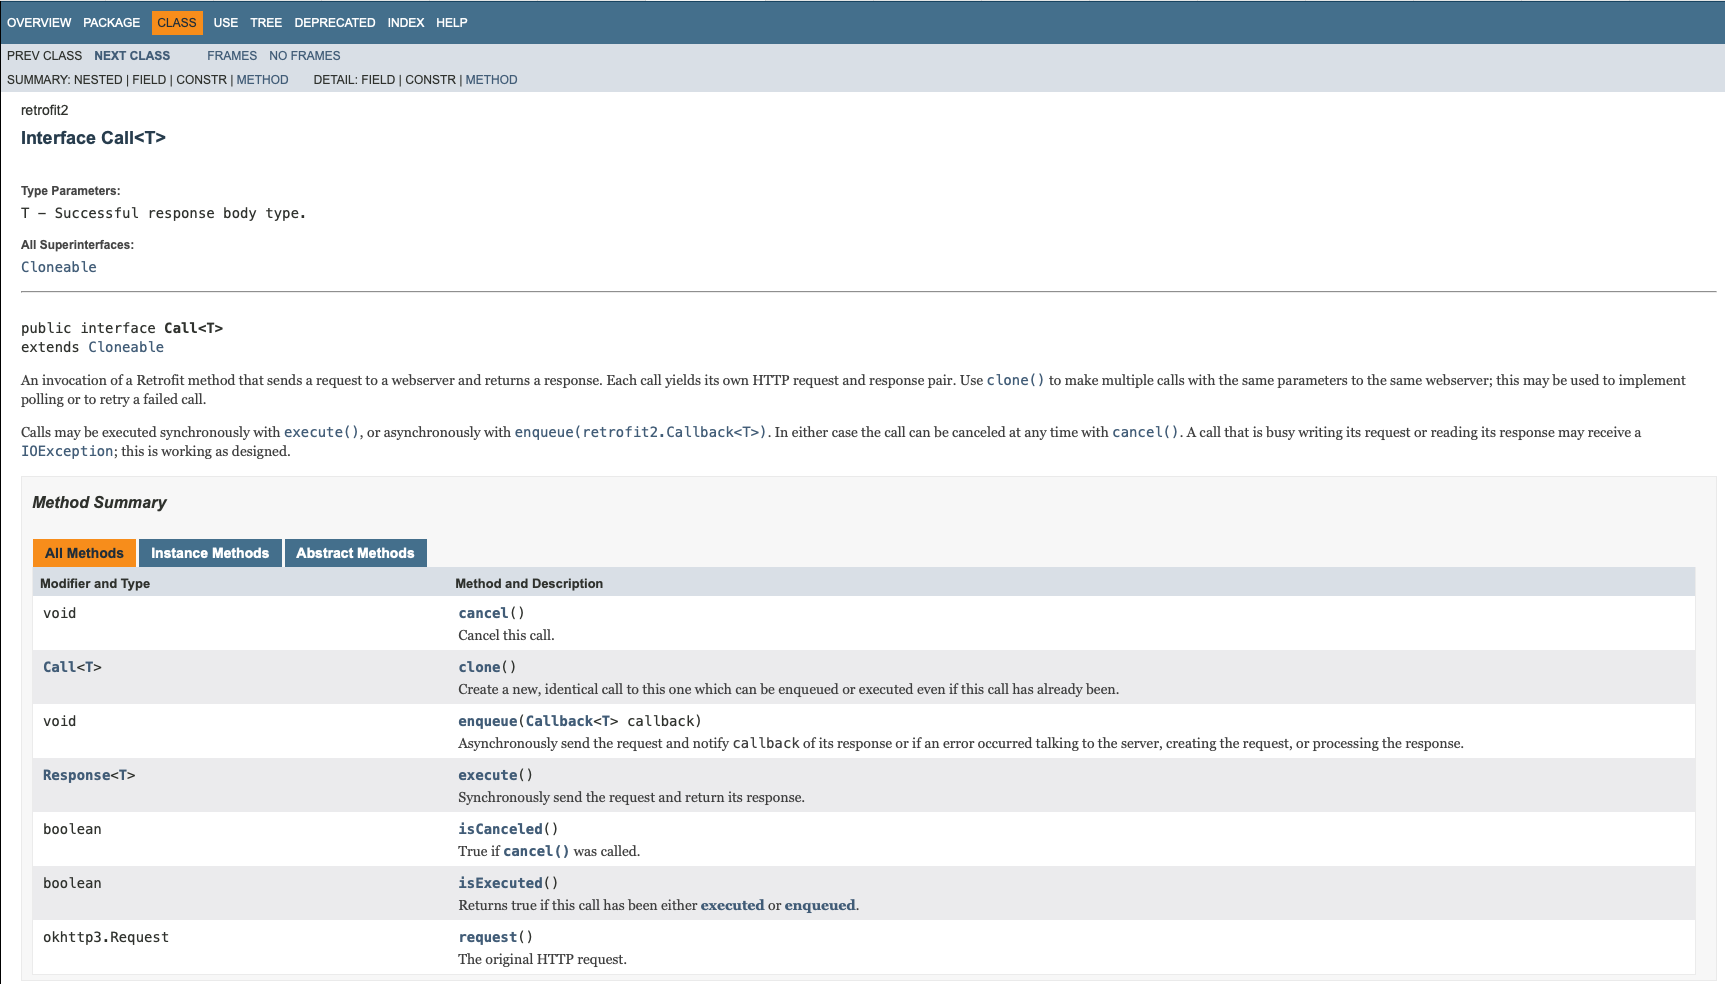 OVERVIEW PACKAGE CLASS USE TREE DEPRECATED INDEX HELP
PREV CLASS NEXT CLASS FRAMES NO FRAMES
SUMMARY: NESTED | FIELD | CONSTR | METHOD DETAIL: FIELD | CONSTR | METHOD
retrofit2
Interface Call<T>
Type Parameters:
T - Successful response body type.
All Superinterfaces:
Cloneable
public interface Call<T>
extends Cloneable
An invocation of a Retrofit method that sends a request to a webserver and returns a response. Each call yields its own HTTP request and response pair. Use clone() to make multiple calls with the same parameters to the same webserver; this may be used to implement
polling or to retry a failed call.
Calls may be executed synchronously with execute(), or asynchronously with enqueue(retrofit2.Callback<T>). In either case the call can be canceled at any time with cancel(). A call that is busy writing its request or reading its response may receive a
IOException; this is working as designed.
Method Summary
All Methods Instance Methods Abstract Methods
Modifier and Type Method and Description
void cancel()
Cancel this call.
Call<T> clone()
Create a new, identical call to this one which can be enqueued or executed even if this call has already been.
void enqueue(Callback<T> callback)
Asynchronously send the request and notify callback of its response or if an error occurred talking to the server, creating the request, or processing the response.
Response<T> execute()
Synchronously send the request and return its response.
boolean isCanceled()
True if cancel() was called.
boolean isExecuted()
Returns true if this call has been either executed or enqueued.
okhttp3.Request request()
The original HTTP request.